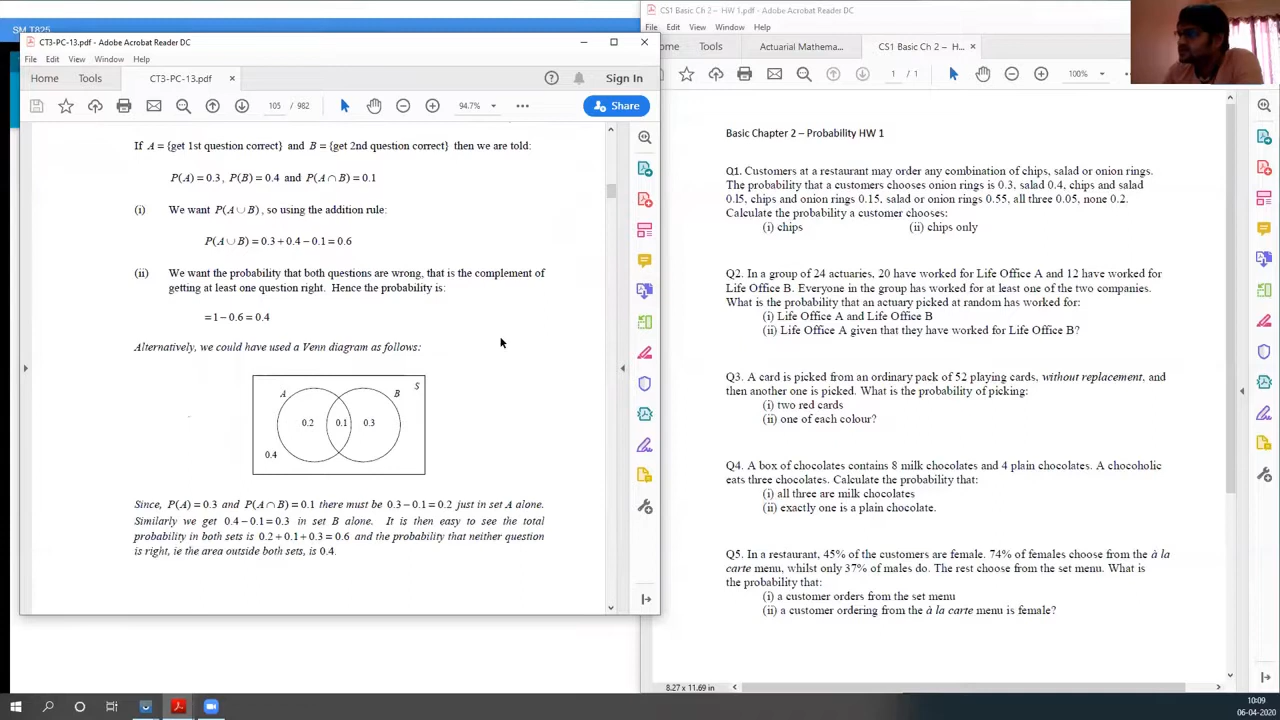 SM T825
CT3-PC-13.pdf - Adobe Acrobat Reader DC
File Edit View Window Help
Home Tools CT3-PC-13.pdf × Sign In
105 / 982 94.7% Share
If A = {get 1st question correct} and B = {get 2nd question correct} then we are told:
P(A) = 0.3 , P(B) = 0.4 and P(A ∩ B) = 0.1
(i) We want P(A ∪ B) , so using the addition rule:
P(A ∪ B) = 0.3 + 0.4 − 0.1 = 0.6
(ii) We want the probability that both questions are wrong, that is the complement of
getting at least one question right. Hence the probability is:
= 1 − 0.6 = 0.4
Alternatively, we could have used a Venn diagram as follows:
S
A B
0.2 0.1 0.3
0.4
Since, P(A) = 0.3 and P(A ∩ B) = 0.1 there must be 0.3 − 0.1 = 0.2 just in set A alone.
Similarly we get 0.4 − 0.1 = 0.3 in set B alone. It is then easy to see the total
probability in both sets is 0.2 + 0.1 + 0.3 = 0.6 and the probability that neither question
is right, ie the area outside both sets, is 0.4.
CS1 Basic Ch 2 – HW 1.pdf - Adobe Acrobat Reader DC
File Edit View Window Help
ome Tools Actuarial Mathema... CS1 Basic Ch 2 – H... ×
1 / 1 100%
Basic Chapter 2 – Probability HW 1
Q1. Customers at a restaurant may order any combination of chips, salad or onion rings.
The probability that a customers chooses onion rings is 0.3. salad 0.4, chips and salad
0.15, chips and onion rings 0.15, salad or onion rings 0.55, all three 0.05, none 0.2.
Calculate the probability a customer chooses:
(i) chips (ii) chips only
Q2. In a group of 24 actuaries, 20 have worked for Life Office A and 12 have worked for
Life Office B. Everyone in the group has worked for at least one of the two companies.
What is the probability that an actuary picked at random has worked for:
(i) Life Office A and Life Office B
(ii) Life Office A given that they have worked for Life Office B?
Q3. A card is picked from an ordinary pack of 52 playing cards, without replacement, and
then another one is picked. What is the probability of picking:
(i) two red cards
(ii) one of each colour?
Q4. A box of chocolates contains 8 milk chocolates and 4 plain chocolates. A chocoholic
eats three chocolates. Calculate the probability that:
(i) all three are milk chocolates
(ii) exactly one is a plain chocolate.
Q5. In a restaurant, 45% of the customers are female. 74% of females choose from the à la
carte menu, whilst only 37% of males do. The rest choose from the set menu. What is
the probability that:
(i) a customer orders from the set menu
(ii) a customer ordering from the à la carte menu is female?
8.27 x 11.69 in
10:09
06-04-2020